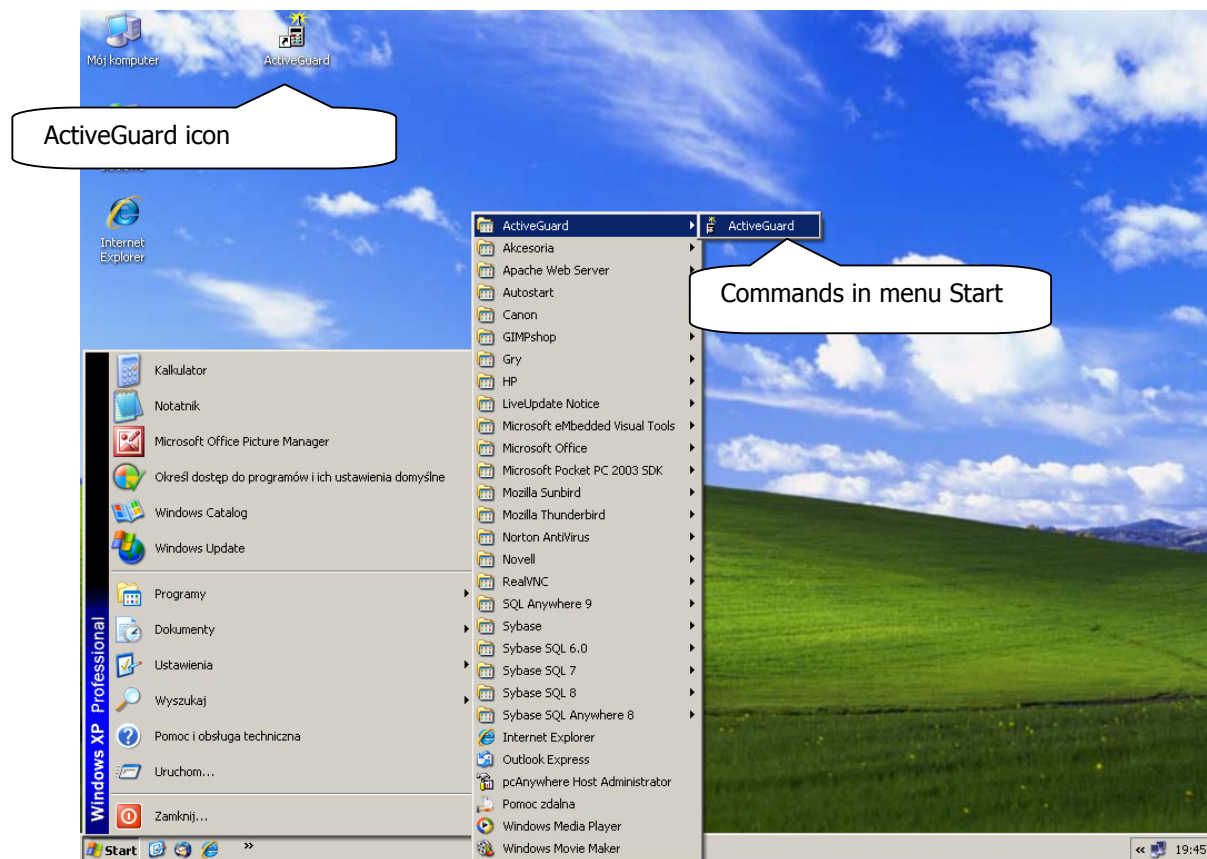 Mój komputer
ActiveGuard
ActiveGuard icon
Internet
Explorer
ActiveGuard
Akcesoria
Apache Web Server
Autostart
Canon
GIMPshop
Gry
HP
LiveUpdate Notice
Microsoft eMbedded Visual Tools
Microsoft Office
Microsoft Pocket PC 2003 SDK
Mozilla Sunbird
Mozilla Thunderbird
Norton AntiVirus
Novell
RealVNC
SQL Anywhere 9
Sybase
Sybase SQL 6.0
Sybase SQL 7
Sybase SQL 8
Sybase SQL Anywhere 8
Internet Explorer
Outlook Express
pcAnywhere Host Administrator
Pomoc zdalna
Windows Media Player
Windows Movie Maker
ActiveGuard
Commands in menu Start
Kalkulator
Notatnik
Microsoft Office Picture Manager
Określ dostęp do programów i ich ustawienia domyślne
Windows Catalog
Windows Update
Programy
Dokumenty
Ustawienia
Wyszukaj
Pomoc i obsługa techniczna
Uruchom...
Zamknij...
Windows XP Professional
Start
19:45